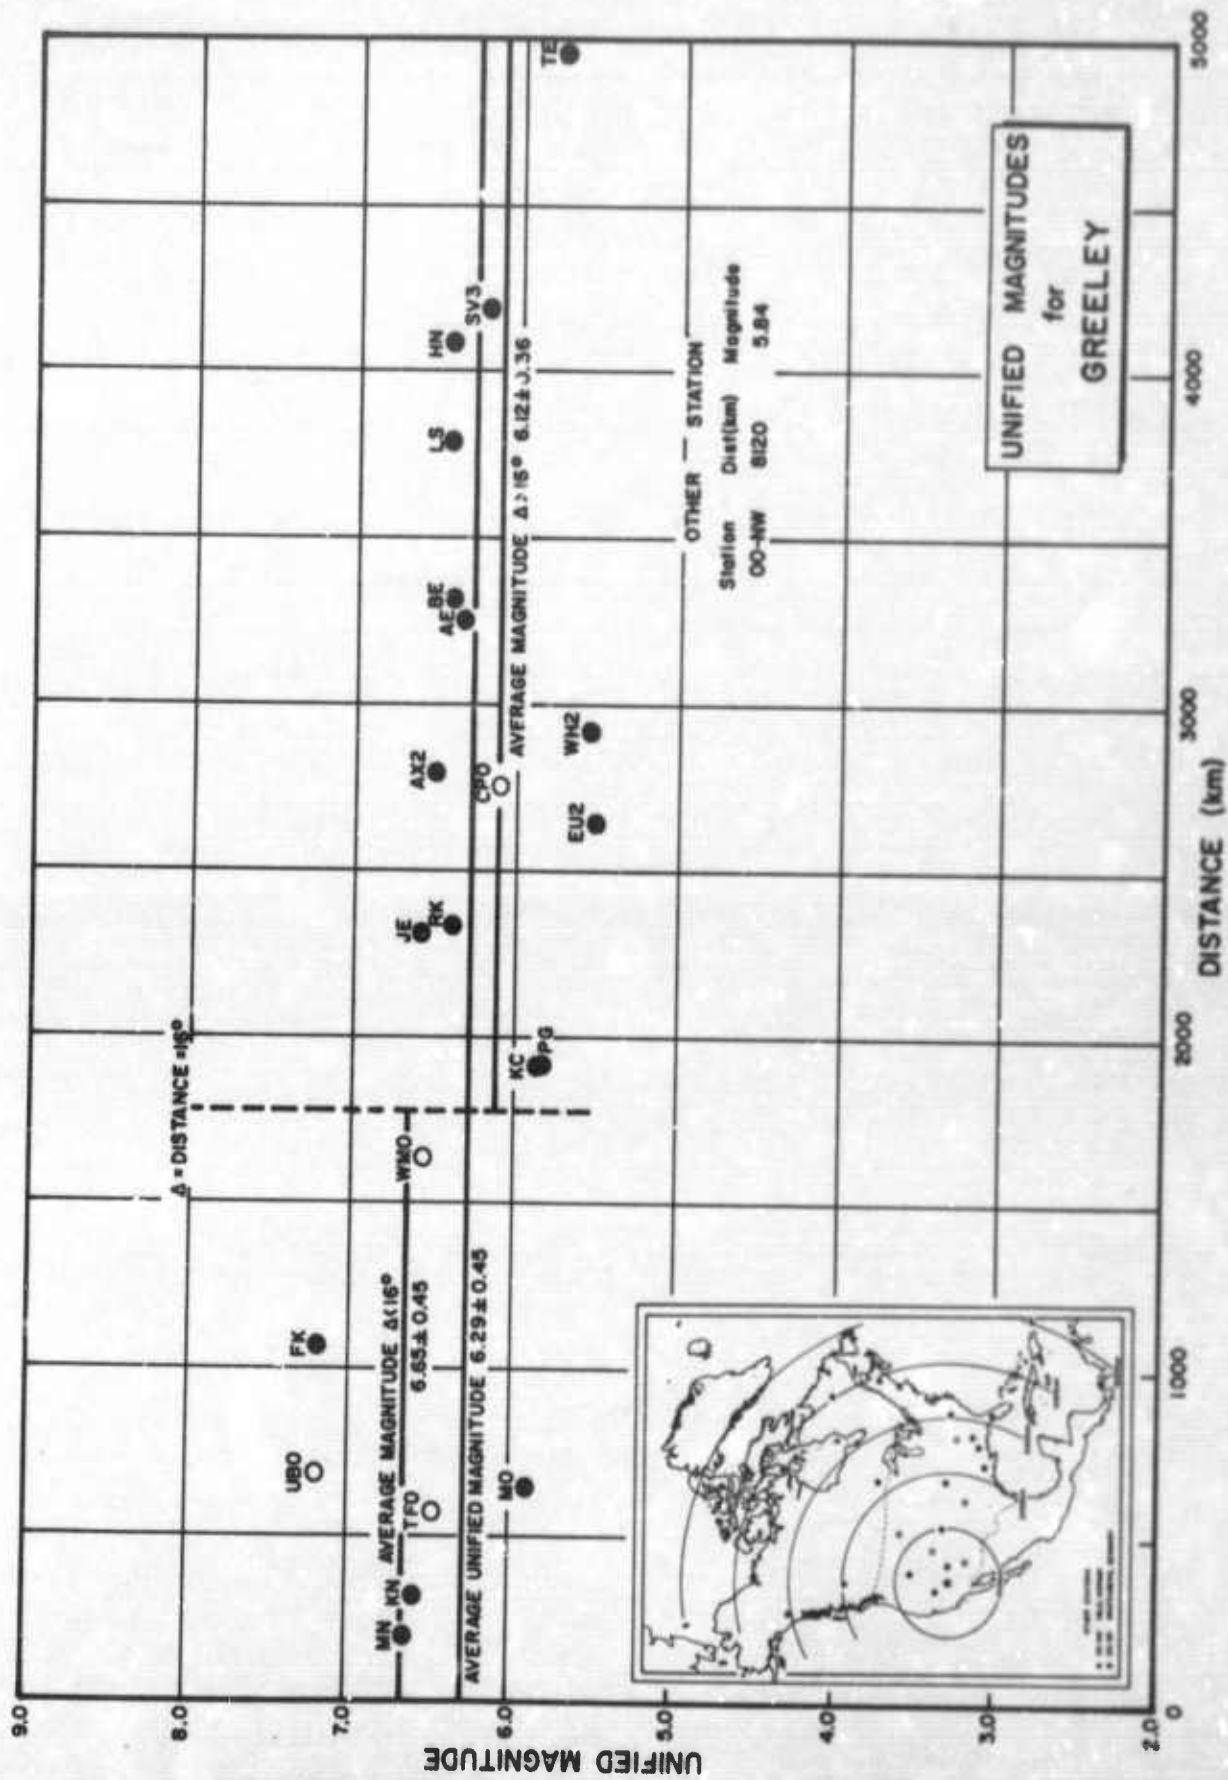 UNIFIED MAGNITUDE
9.0
8.0
7.0
6.0
5.0
4.0
3.0
2.0
0
1000
2000
3000
4000
5000
DISTANCE (km)
Δ = DISTANCE = 16°
MN
KN
AVERAGE MAGNITUDE Δ<16°
6.65 ± 0.45
TFO
UBO
FK
WMO
MO
AVERAGE UNIFIED MAGNITUDE 6.29 ± 0.45
KC
PG
JE
RK
EU2
CPO
AX2
WH2
AE
BE
LS
HN
SV3
TE
AVERAGE MAGNITUDE Δ>16° 6.12 ± 0.36
OTHER STATION
Station Dist(km) Magnitude
OO-NW 8120 5.84
UNIFIED MAGNITUDES
for
GREELEY